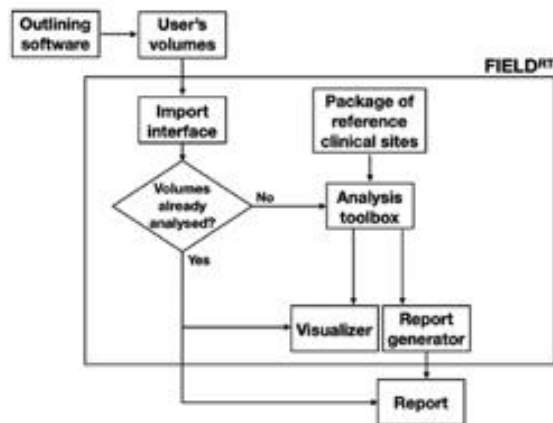 Outlining
software
User's
volumes
FIELDRT
Import
interface
Package of
reference
clinical sites
Volumes
already
analysed?
No
Analysis
toolbox
Yes
Visualizer
Report
generator
Report